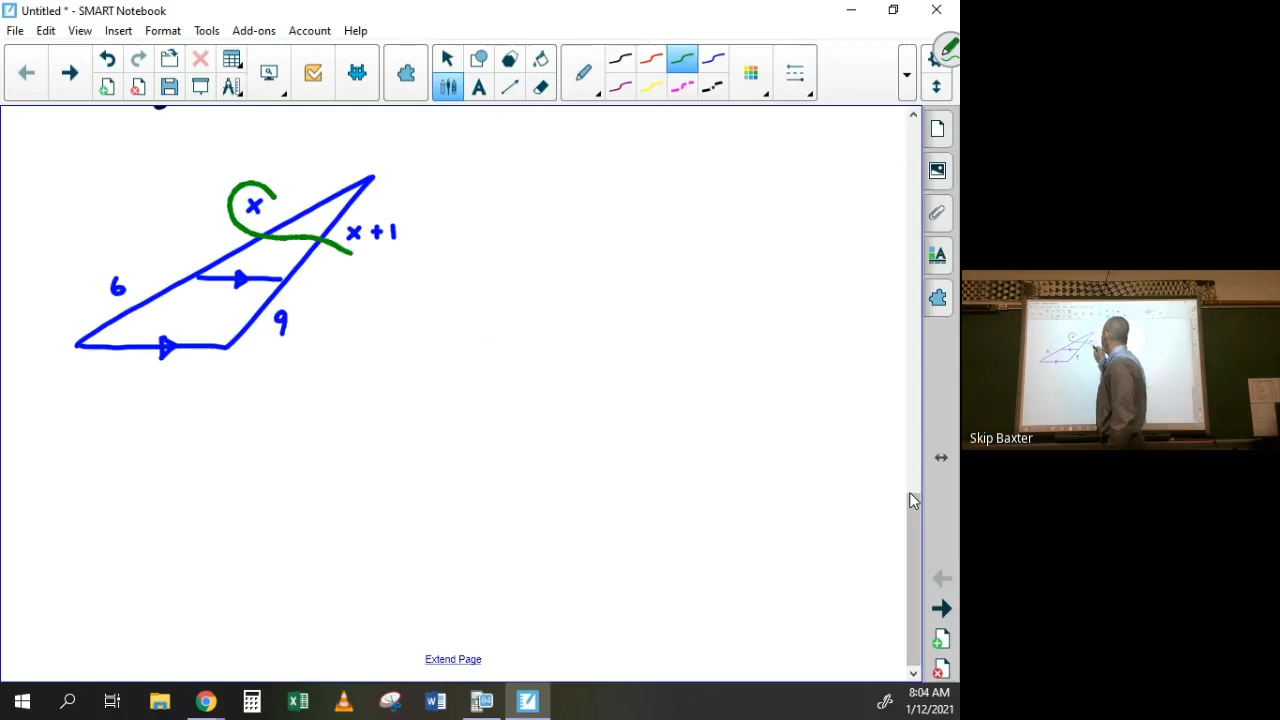 Untitled * - SMART Notebook
File Edit View Insert Format Tools Add-ons Account Help
x
x + 1
6
9
Skip Baxter
Extend Page
8:04 AM
1/12/2021